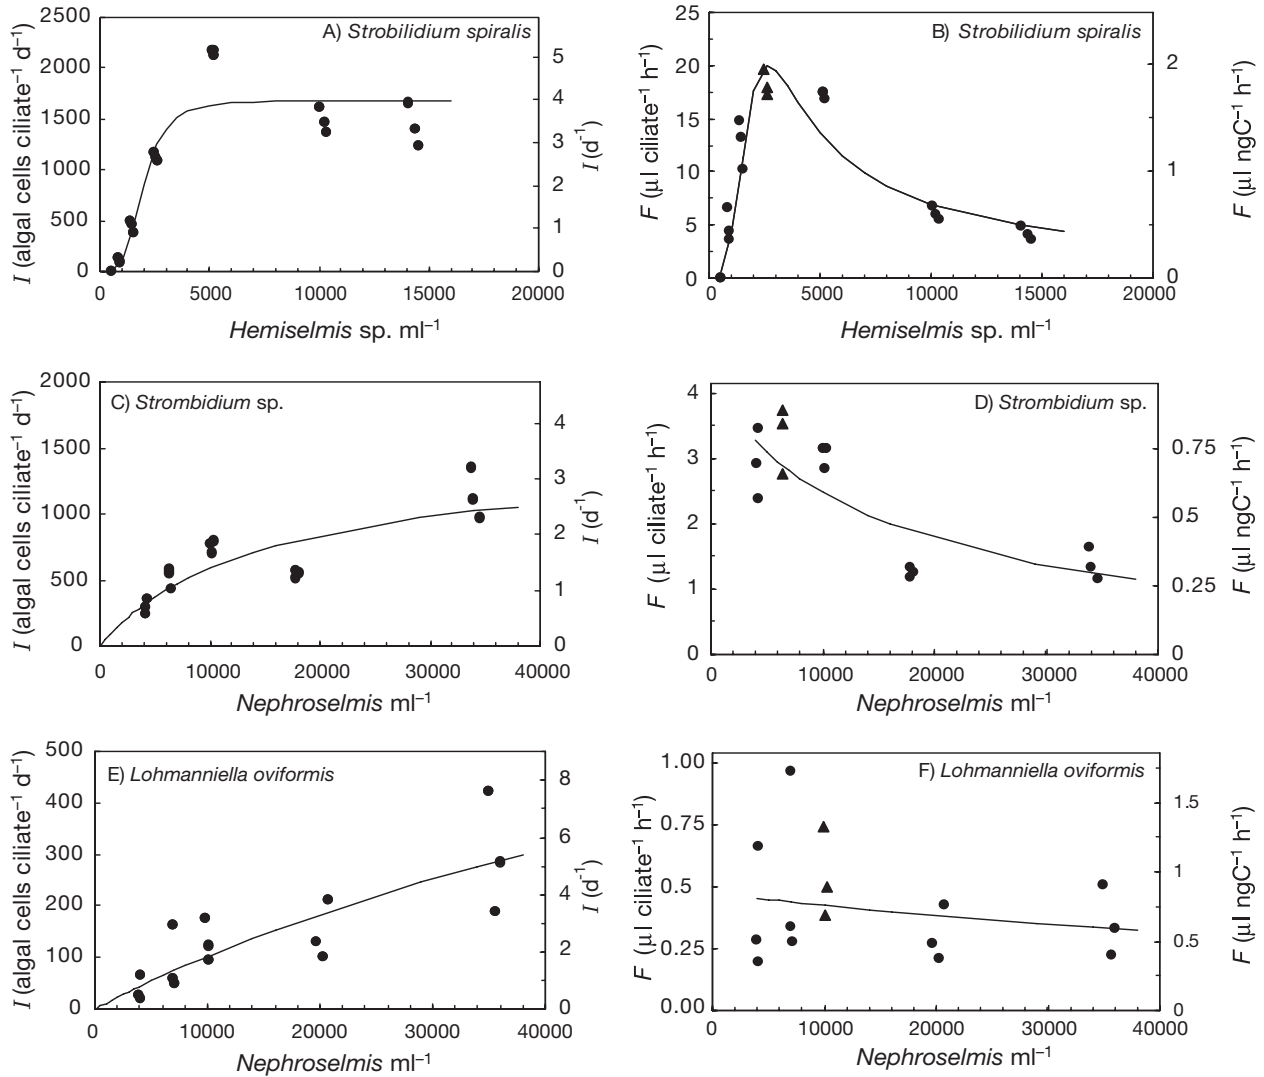 A) Strobilidium spiralis
I (algal cells ciliate⁻¹ d⁻¹)
2500
2000
1500
1000
500
0
5
4
3
2
1
0
I (d⁻¹)
0 5000 10000 15000 20000
Hemiselmis sp. ml⁻¹
B) Strobilidium spiralis
F (μl ciliate⁻¹ h⁻¹)
25
20
15
10
5
0
2
1
0
F (μl ngC⁻¹ h⁻¹)
0 5000 10000 15000 20000
Hemiselmis sp. ml⁻¹
C) Strombidium sp.
I (algal cells ciliate⁻¹ d⁻¹)
2000
1500
1000
500
0
4
3
2
1
0
I (d⁻¹)
0 10000 20000 30000 40000
Nephroselmis ml⁻¹
D) Strombidium sp.
F (μl ciliate⁻¹ h⁻¹)
4
3
2
1
0
0.75
0.5
0.25
0
F (μl ngC⁻¹ h⁻¹)
0 10000 20000 30000 40000
Nephroselmis ml⁻¹
E) Lohmanniella oviformis
I (algal cells ciliate⁻¹ d⁻¹)
500
400
300
200
100
0
8
6
4
2
0
I (d⁻¹)
0 10000 20000 30000 40000
Nephroselmis ml⁻¹
F) Lohmanniella oviformis
F (μl ciliate⁻¹ h⁻¹)
1.00
0.75
0.5
0.25
0.00
1.5
1
0.5
0
F (μl ngC⁻¹ h⁻¹)
0 10000 20000 30000 40000
Nephroselmis ml⁻¹